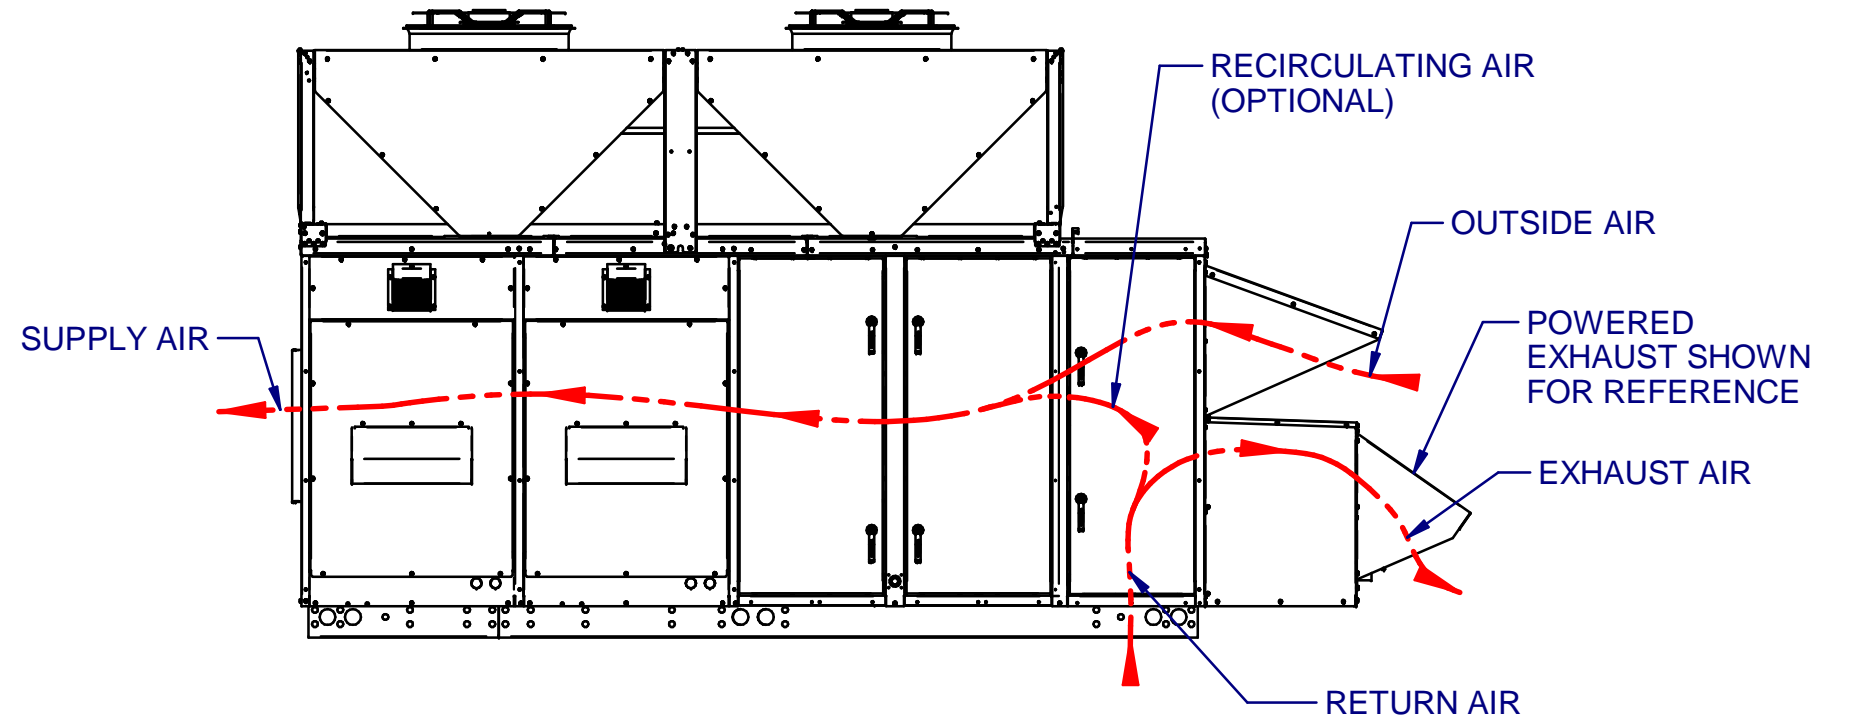 RECIRCULATING AIR
(OPTIONAL)
OUTSIDE AIR
SUPPLY AIR
POWERED
EXHAUST SHOWN
FOR REFERENCE
EXHAUST AIR
RETURN AIR